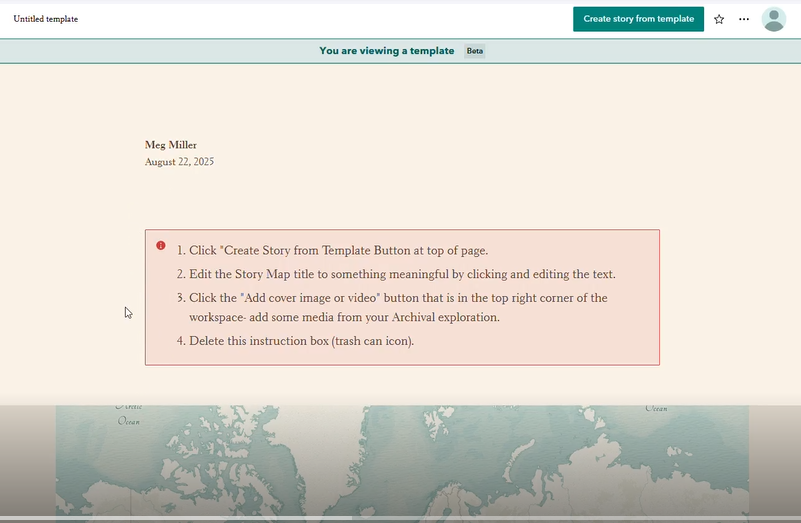 Untitled template
Create story from template
You are viewing a template Beta
Meg Miller
August 22, 2025
1. Click "Create Story from Template Button at top of page.
2. Edit the Story Map title to something meaningful by clicking and editing the text.
3. Click the "Add cover image or video" button that is in the top right corner of the
workspace- add some media from your Archival exploration.
4. Delete this instruction box (trash can icon).
Arctic
Ocean
Ocean